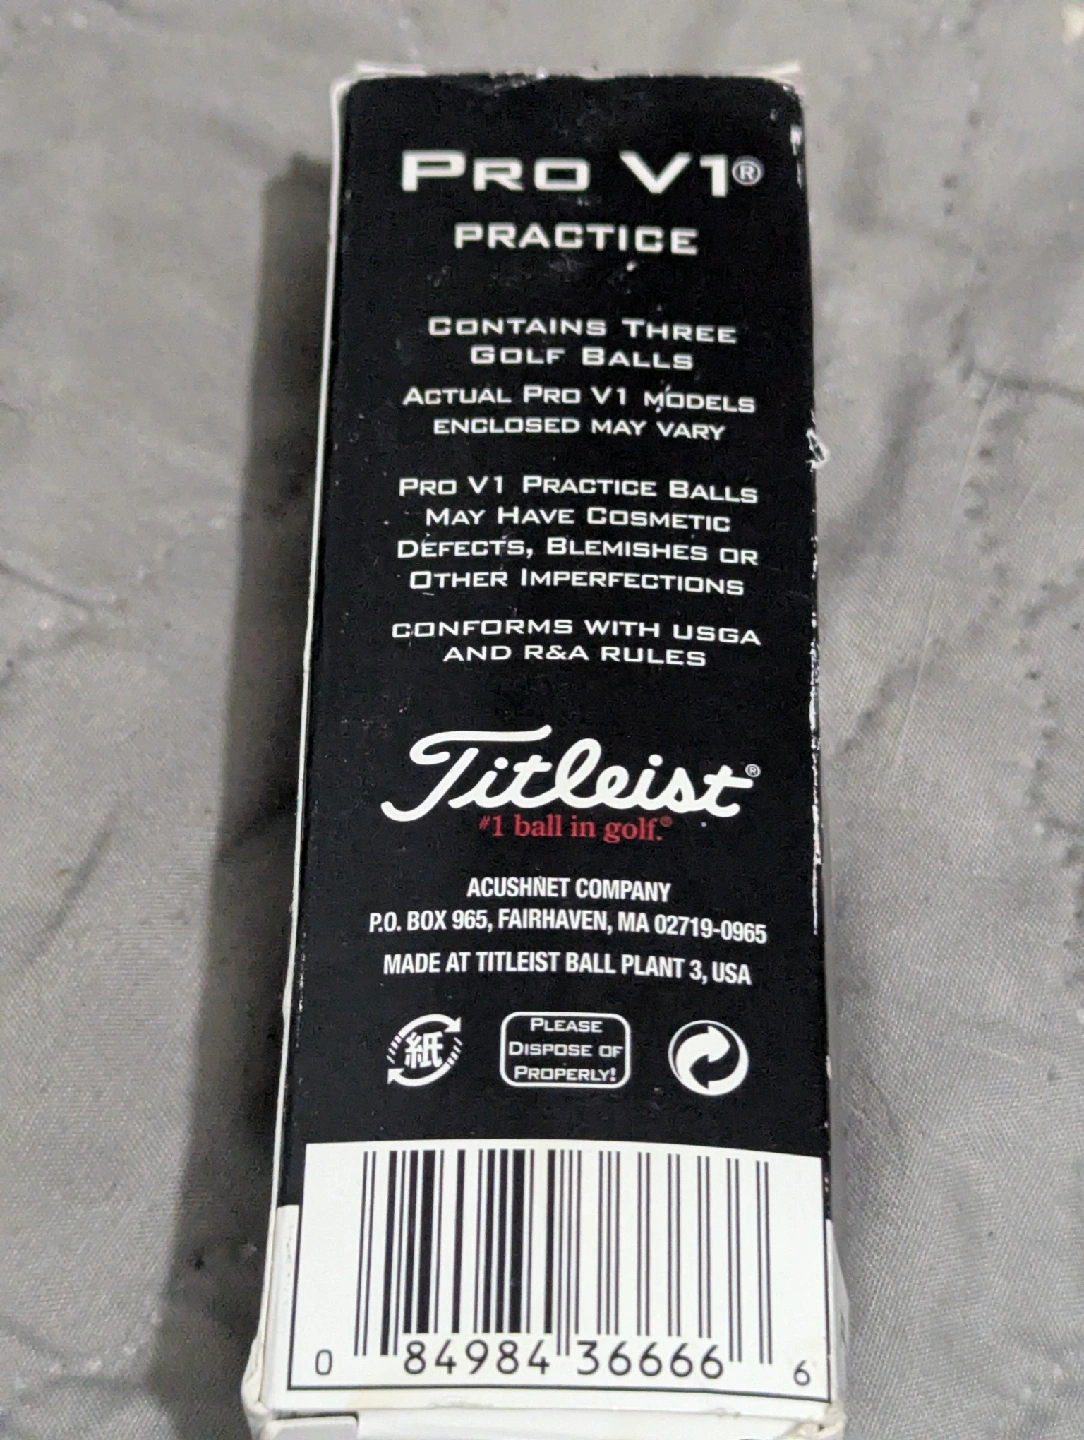 PRO V1®
PRACTICE
CONTAINS THREE
GOLF BALLS
ACTUAL PRO V1 MODELS
ENCLOSED MAY VARY
PRO V1 PRACTICE BALLS
MAY HAVE COSMETIC
DEFECTS, BLEMISHES OR
OTHER IMPERFECTIONS
CONFORMS WITH USGA
AND R&A RULES
Titleist®
#1 ball in golf.®
ACUSHNET COMPANY
P.O. BOX 965, FAIRHAVEN, MA 02719-0965
MADE AT TITLEIST BALL PLANT 3, USA
紙
PLEASE
DISPOSE OF
PROPERLY!
0 84984 36666 6